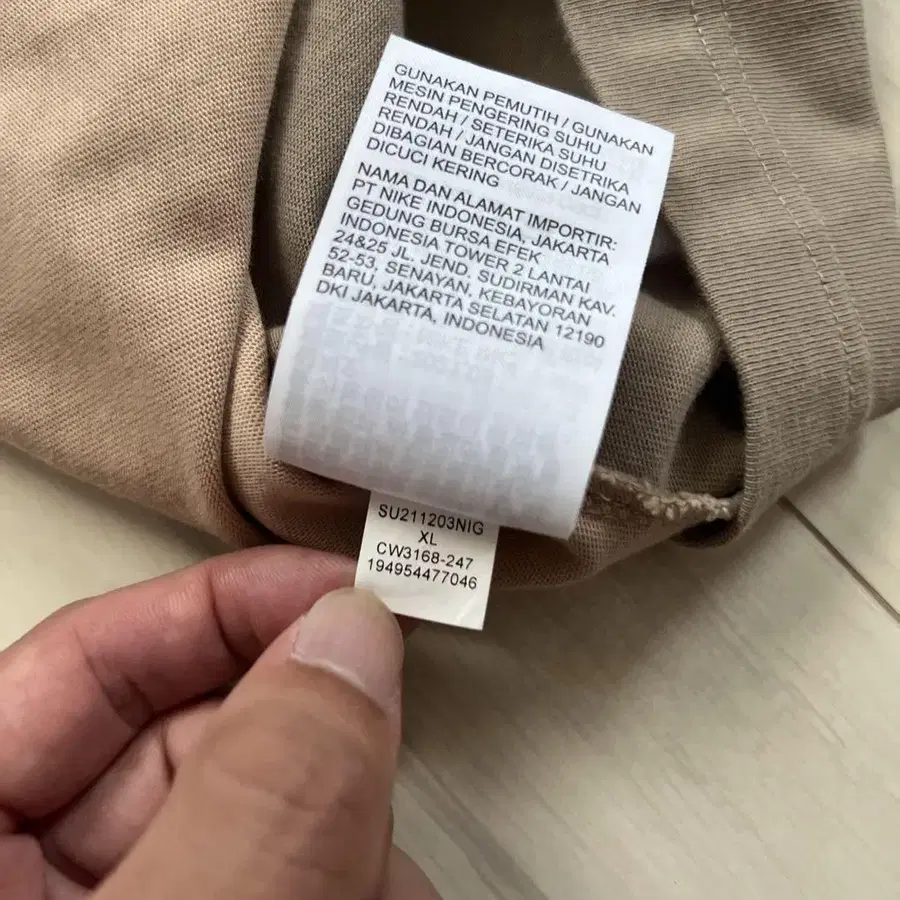 GUNAKAN PEMUTIH / GUNAKAN
MESIN PENGERING SUHU
RENDAH / SETERIKA SUHU
RENDAH / JANGAN DISETRIKA
DIBAGIAN BERCORAK / JANGAN
DICUCI KERING
NAMA DAN ALAMAT IMPORTIR:
PT NIKE INDONESIA, JAKARTA
GEDUNG BURSA EFEK
INDONESIA TOWER 2 LANTAI
24&25 JL. JEND. SUDIRMAN KAV.
52-53, SENAYAN, KEBAYORAN
BARU, JAKARTA SELATAN 12190
DKI JAKARTA, INDONESIA
SU211203NIG
XL
CW3168-247
194954477046